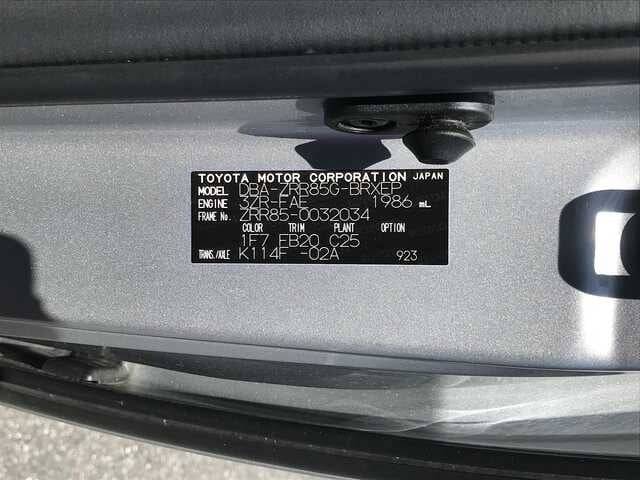 TOYOTA MOTOR CORPORATION JAPAN
MODEL DBA-ZRR85G-BRXEP
ENGINE 3ZR-FAE 1986 mL
FRAME No. ZRR85-0032034
COLOR TRIM PLANT OPTION
1F7 FB20 C25
TRANS./AXLE K114F -02A 923